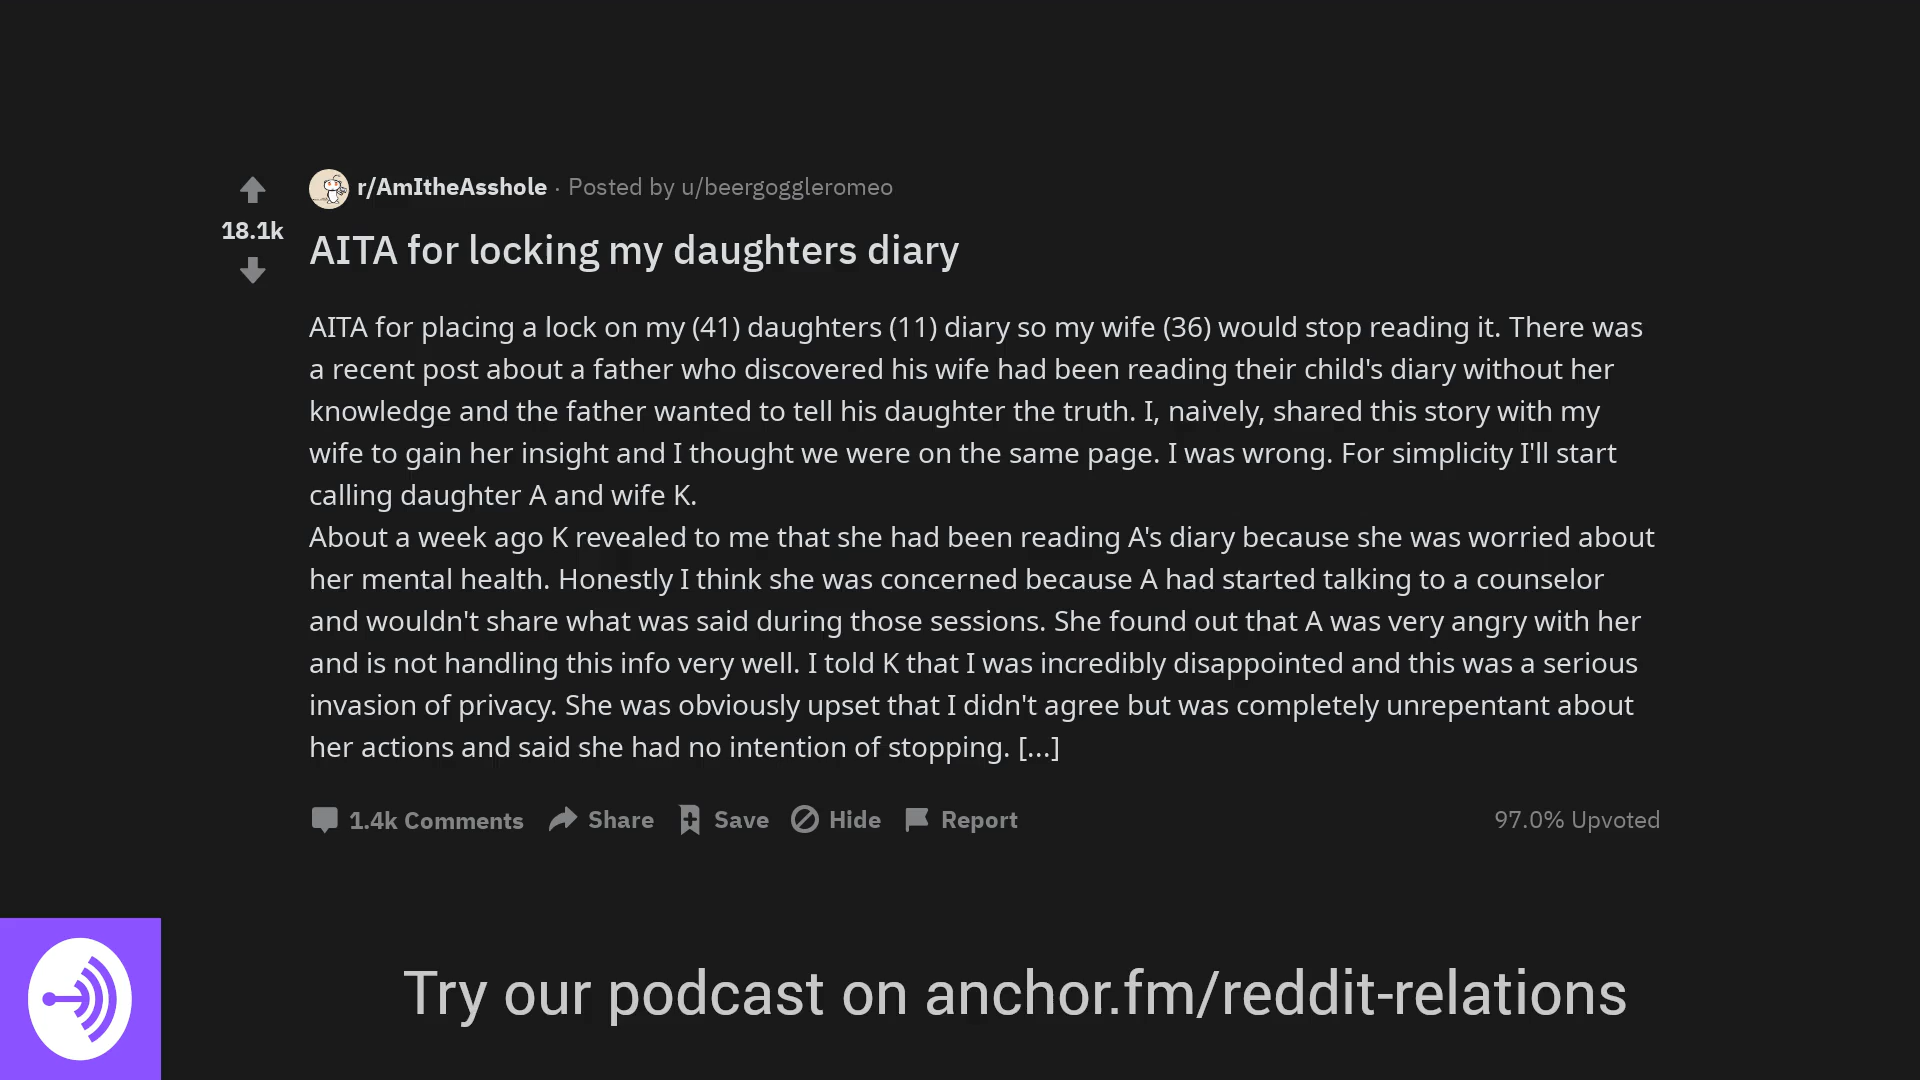 r/AmItheAsshole · Posted by u/beergoggleromeo
18.1k
AITA for locking my daughters diary
AITA for placing a lock on my (41) daughters (11) diary so my wife (36) would stop reading it. There was
a recent post about a father who discovered his wife had been reading their child's diary without her
knowledge and the father wanted to tell his daughter the truth. I, naively, shared this story with my
wife to gain her insight and I thought we were on the same page. I was wrong. For simplicity I'll start
calling daughter A and wife K.
About a week ago K revealed to me that she had been reading A's diary because she was worried about
her mental health. Honestly I think she was concerned because A had started talking to a counselor
and wouldn't share what was said during those sessions. She found out that A was very angry with her
and is not handling this info very well. I told K that I was incredibly disappointed and this was a serious
invasion of privacy. She was obviously upset that I didn't agree but was completely unrepentant about
her actions and said she had no intention of stopping. [...]
1.4k Comments Share Save Hide Report 97.0% Upvoted
Try our podcast on anchor.fm/reddit-relations